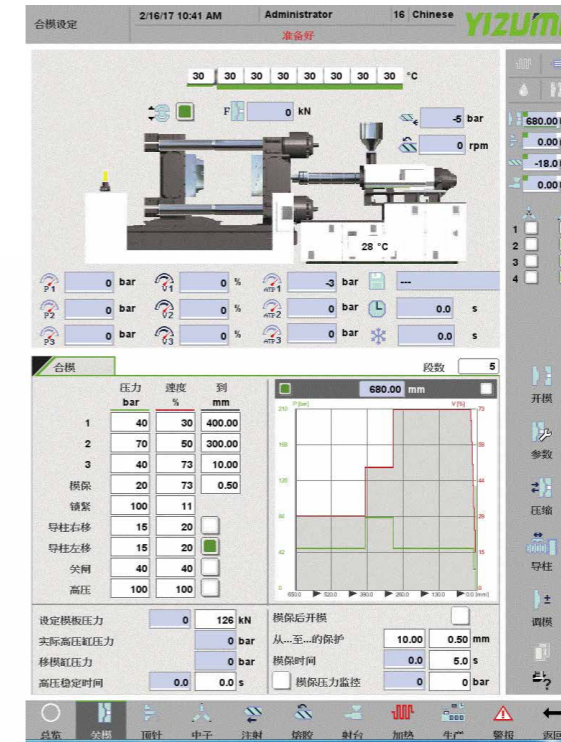 合模设定 2/16/17 10:41 AM Administrator 16 Chinese YIZUMI
准备好
30 30 30 30 30 30 30 30 °C
F 0 kN
-5 bar
0 rpm
680.00
0.00
-18.0
0.00
28 °C
1
2
3
4
P1 0 bar V1 0 % ATP1 -3 bar ---
P2 0 bar V2 0 % ATP2 0 bar 0.0 s
P3 0 bar V3 0 % ATP3 0 bar 0.0 s
合模 段数 5
压力 速度 到
bar % mm
1 40 30 400.00
2 70 50 300.00
3 40 73 10.00
模保 20 73 0.50
锁紧 100 11
导柱右移 15 20
导柱左移 15 20
关闸 40 40
高压 100 100
680.00 mm
P [bar] V [%]
210 73
44
29
42 15
0 650.0 520.0 390.0 260.0 130.0 0.0 [mm]
开模
参数
压缩
导柱
调模
设定模板压力 0 126 kN
实际高压缸压力 0 bar
移模缸压力 0 bar
高压稳定时间 0.0 0.0 s
模保后开模
从...至...的保护 10.00 0.50 mm
模保时间 0.0 5.0 s
模保压力监控 0 0 bar
总览 合模 顶针 中子 注射 熔胶 射台 加热 生产 警报 返回